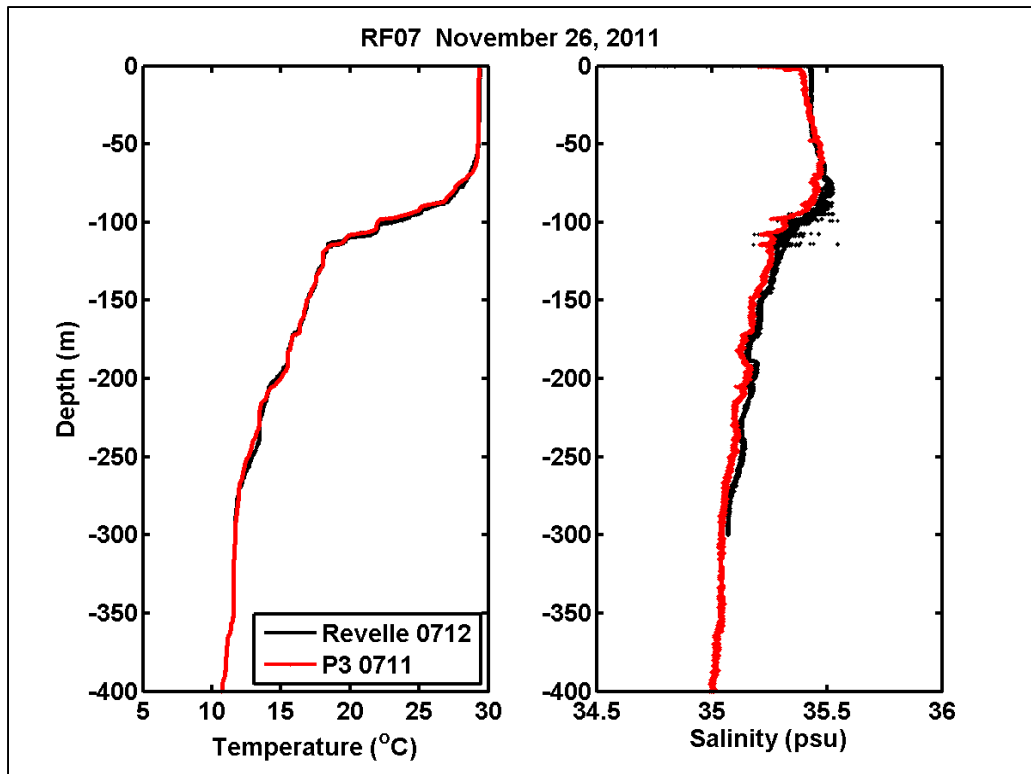 RF07 November 26, 2011
0
-50
-100
-150
-200
-250
-300
-350
-400
Depth (m)
5 10 15 20 25 30
Temperature (°C)
Revelle 0712
P3 0711
0
-50
-100
-150
-200
-250
-300
-350
-400
34.5 35 35.5 36
Salinity (psu)